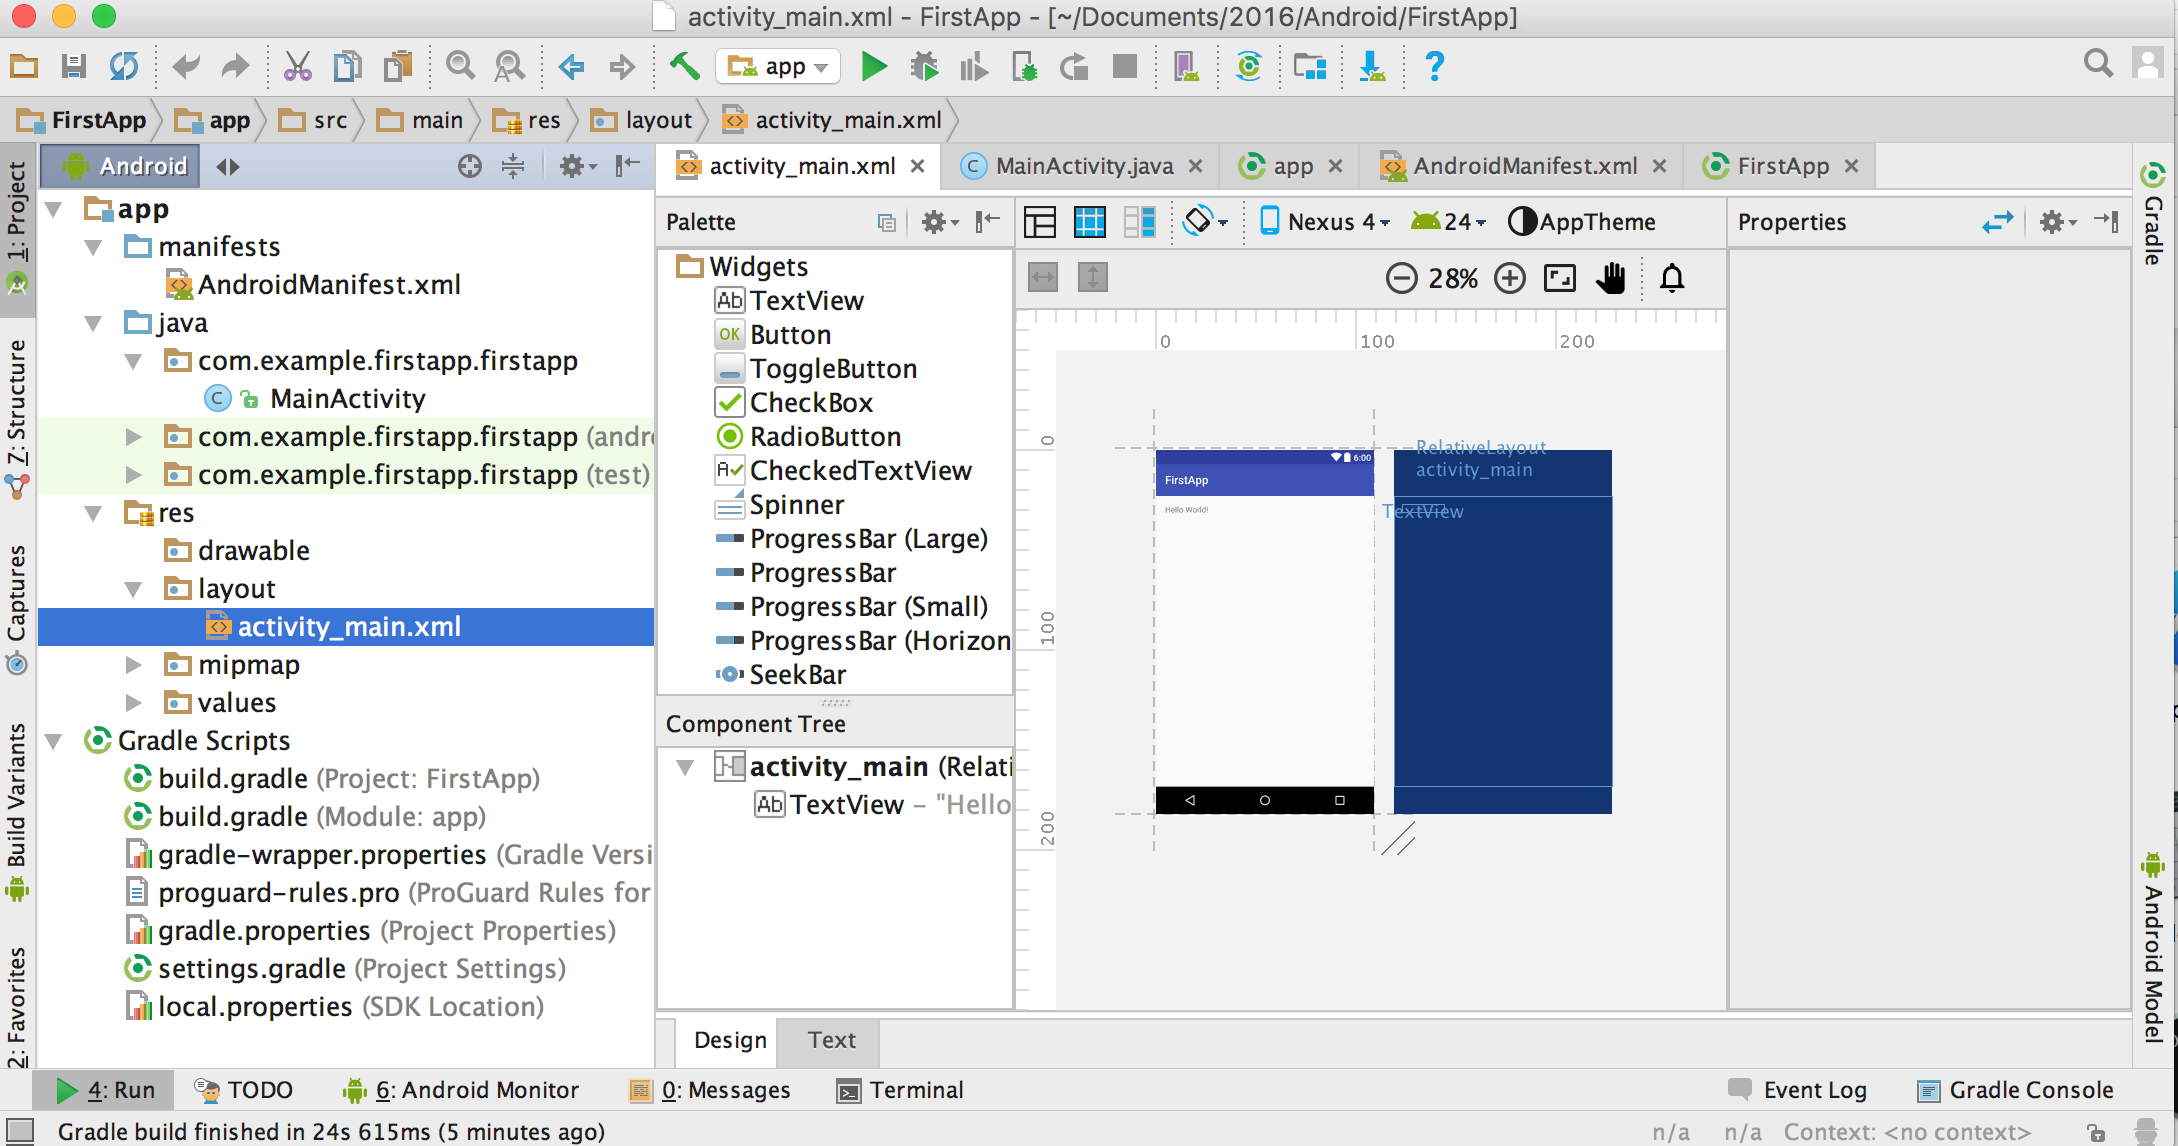 activity_main.xml - FirstApp - [~/Documents/2016/Android/FirstApp]
app
FirstApp app src main res layout activity_main.xml
1: Project
7: Structure
Captures
Build Variants
2: Favorites
Android
app
manifests
AndroidManifest.xml
java
com.example.firstapp.firstapp
MainActivity
com.example.firstapp.firstapp (andr
com.example.firstapp.firstapp (test)
res
drawable
layout
activity_main.xml
mipmap
values
Gradle Scripts
build.gradle (Project: FirstApp)
build.gradle (Module: app)
gradle-wrapper.properties (Gradle Versi
proguard-rules.pro (ProGuard Rules for
gradle.properties (Project Properties)
settings.gradle (Project Settings)
local.properties (SDK Location)
activity_main.xml MainActivity.java app AndroidManifest.xml FirstApp
Palette
Widgets
Ab TextView
OK Button
ToggleButton
CheckBox
RadioButton
CheckedTextView
Spinner
ProgressBar (Large)
ProgressBar
ProgressBar (Small)
ProgressBar (Horizon
SeekBar
Component Tree
activity_main (Relati
Ab TextView - "Hello
Nexus 4 24 AppTheme
28%
0 100 200
0
100
200
6:00
FirstApp
Hello World!
RelativeLayout
activity_main
TextView
Properties
Gradle
Android Model
Design Text
4: Run TODO 6: Android Monitor 0: Messages Terminal Event Log Gradle Console
Gradle build finished in 24s 615ms (5 minutes ago) n/a n/a Context: <no context>